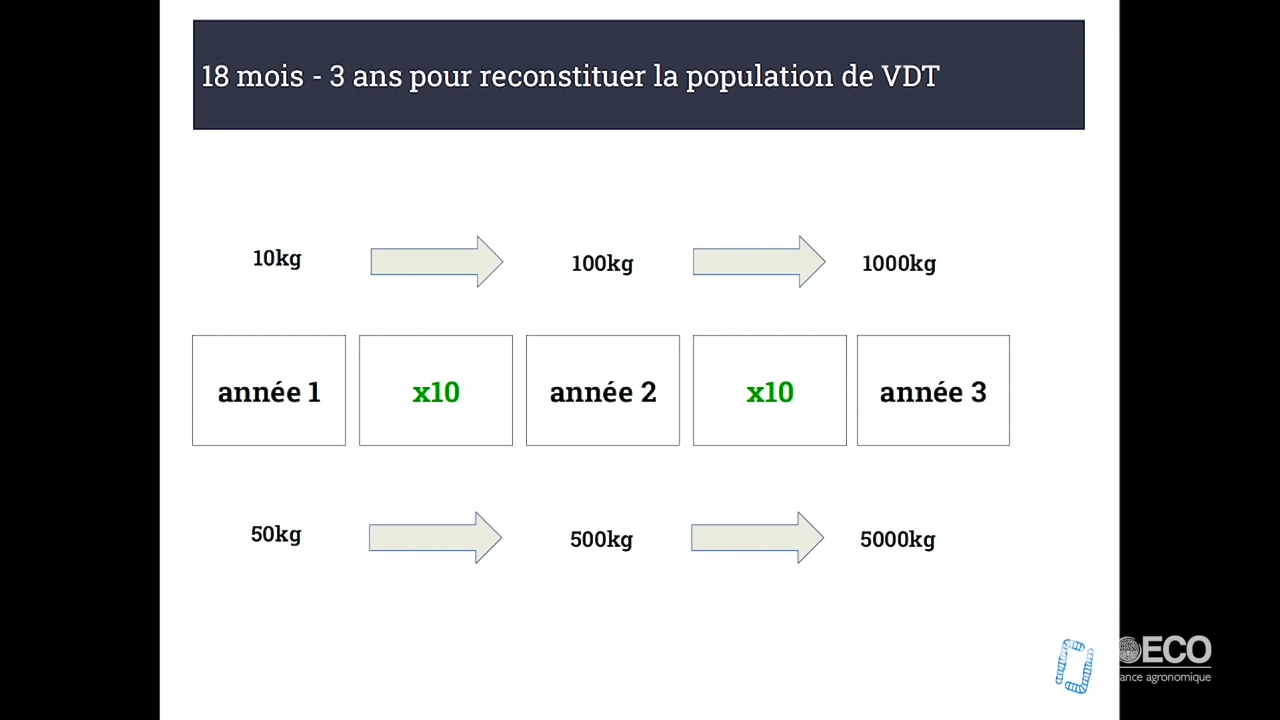 18 mois - 3 ans pour reconstituer la population de VDT
10kg
100kg
1000kg
année 1
x10
année 2
x10
année 3
50kg
500kg
5000kg
ECO
ance agronomique